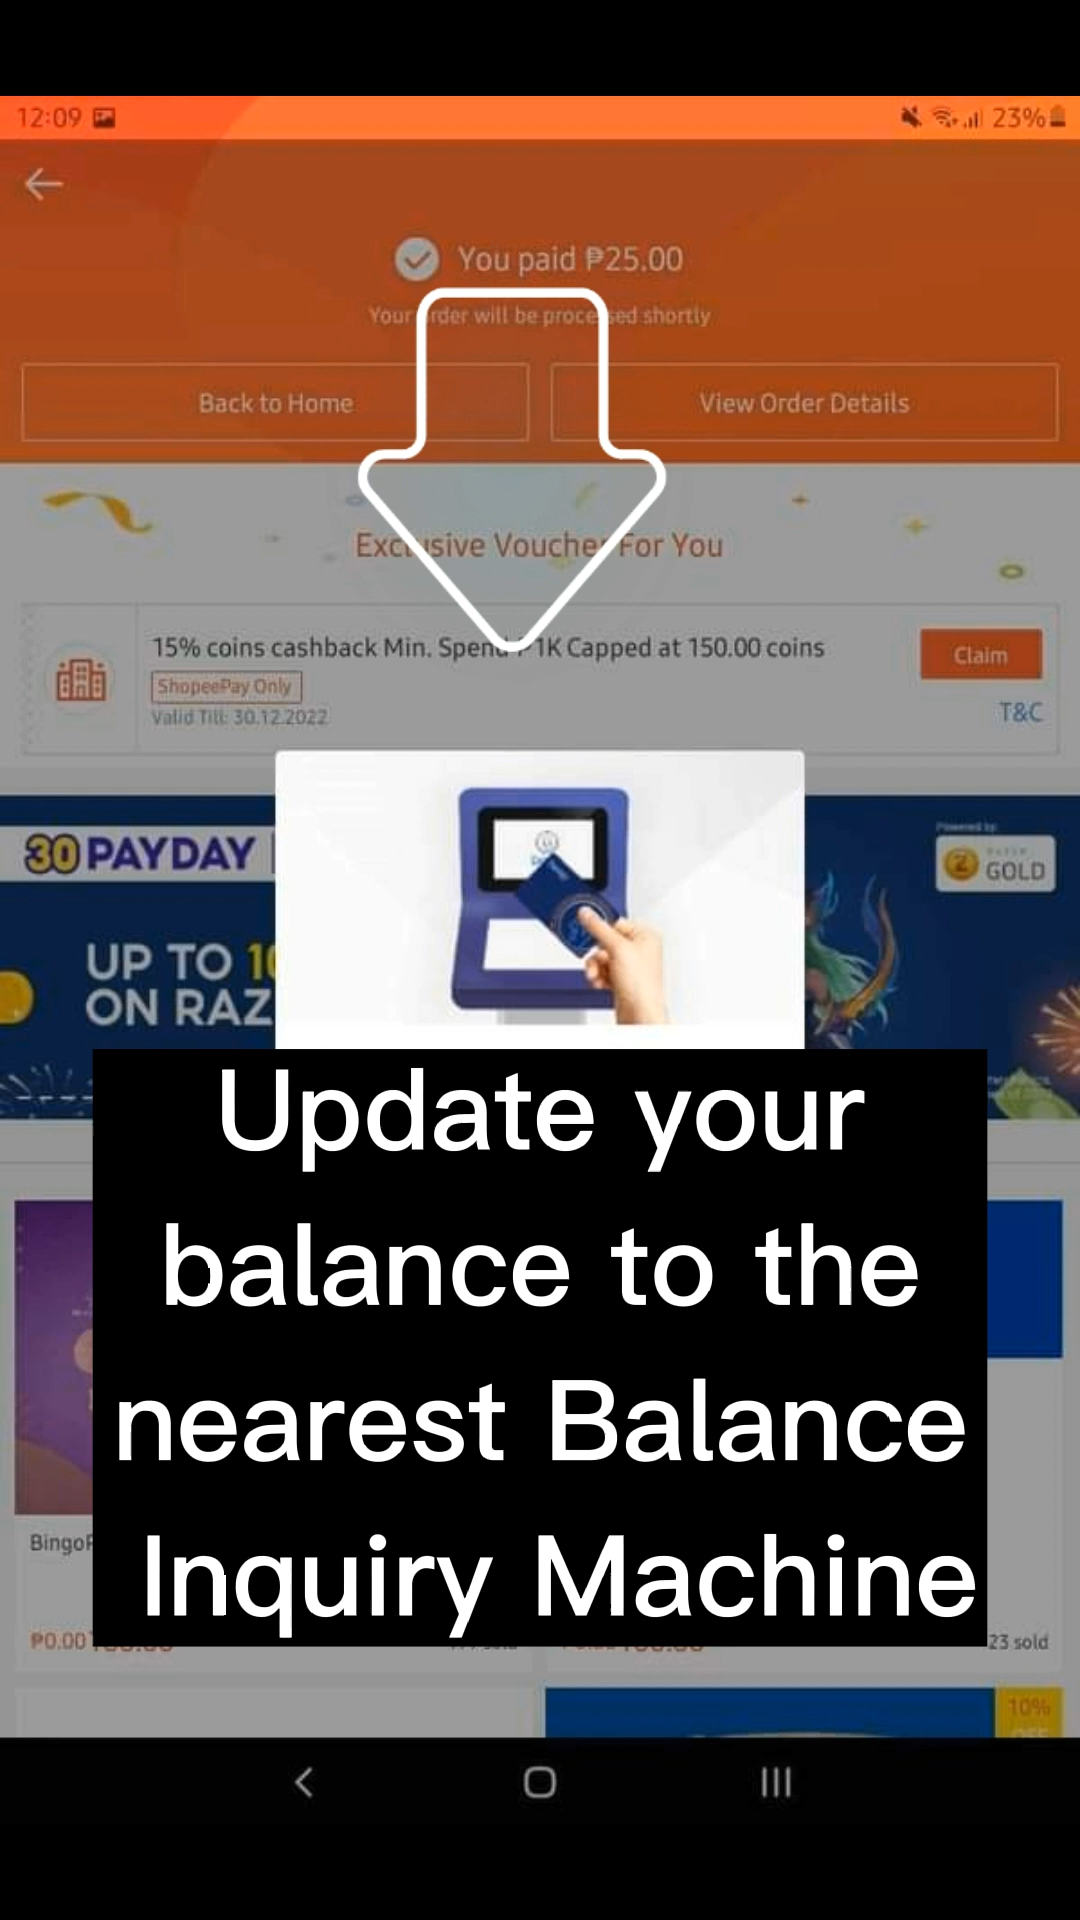 12:09
23%
You paid ₱25.00
Your order will be processed shortly
Back to Home
View Order Details
Exclusive Voucher For You
15% coins cashback Min. Spend ₱1K Capped at 150.00 coins
Claim
ShopeePay Only
Valid Till: 30.12.2022
T&C
30 PAYDAY
Powered by
GOLD
UP TO
ON RAZ
Update your
balance to the
nearest Balance
Inquiry Machine
₱0.00
23 sold
10%